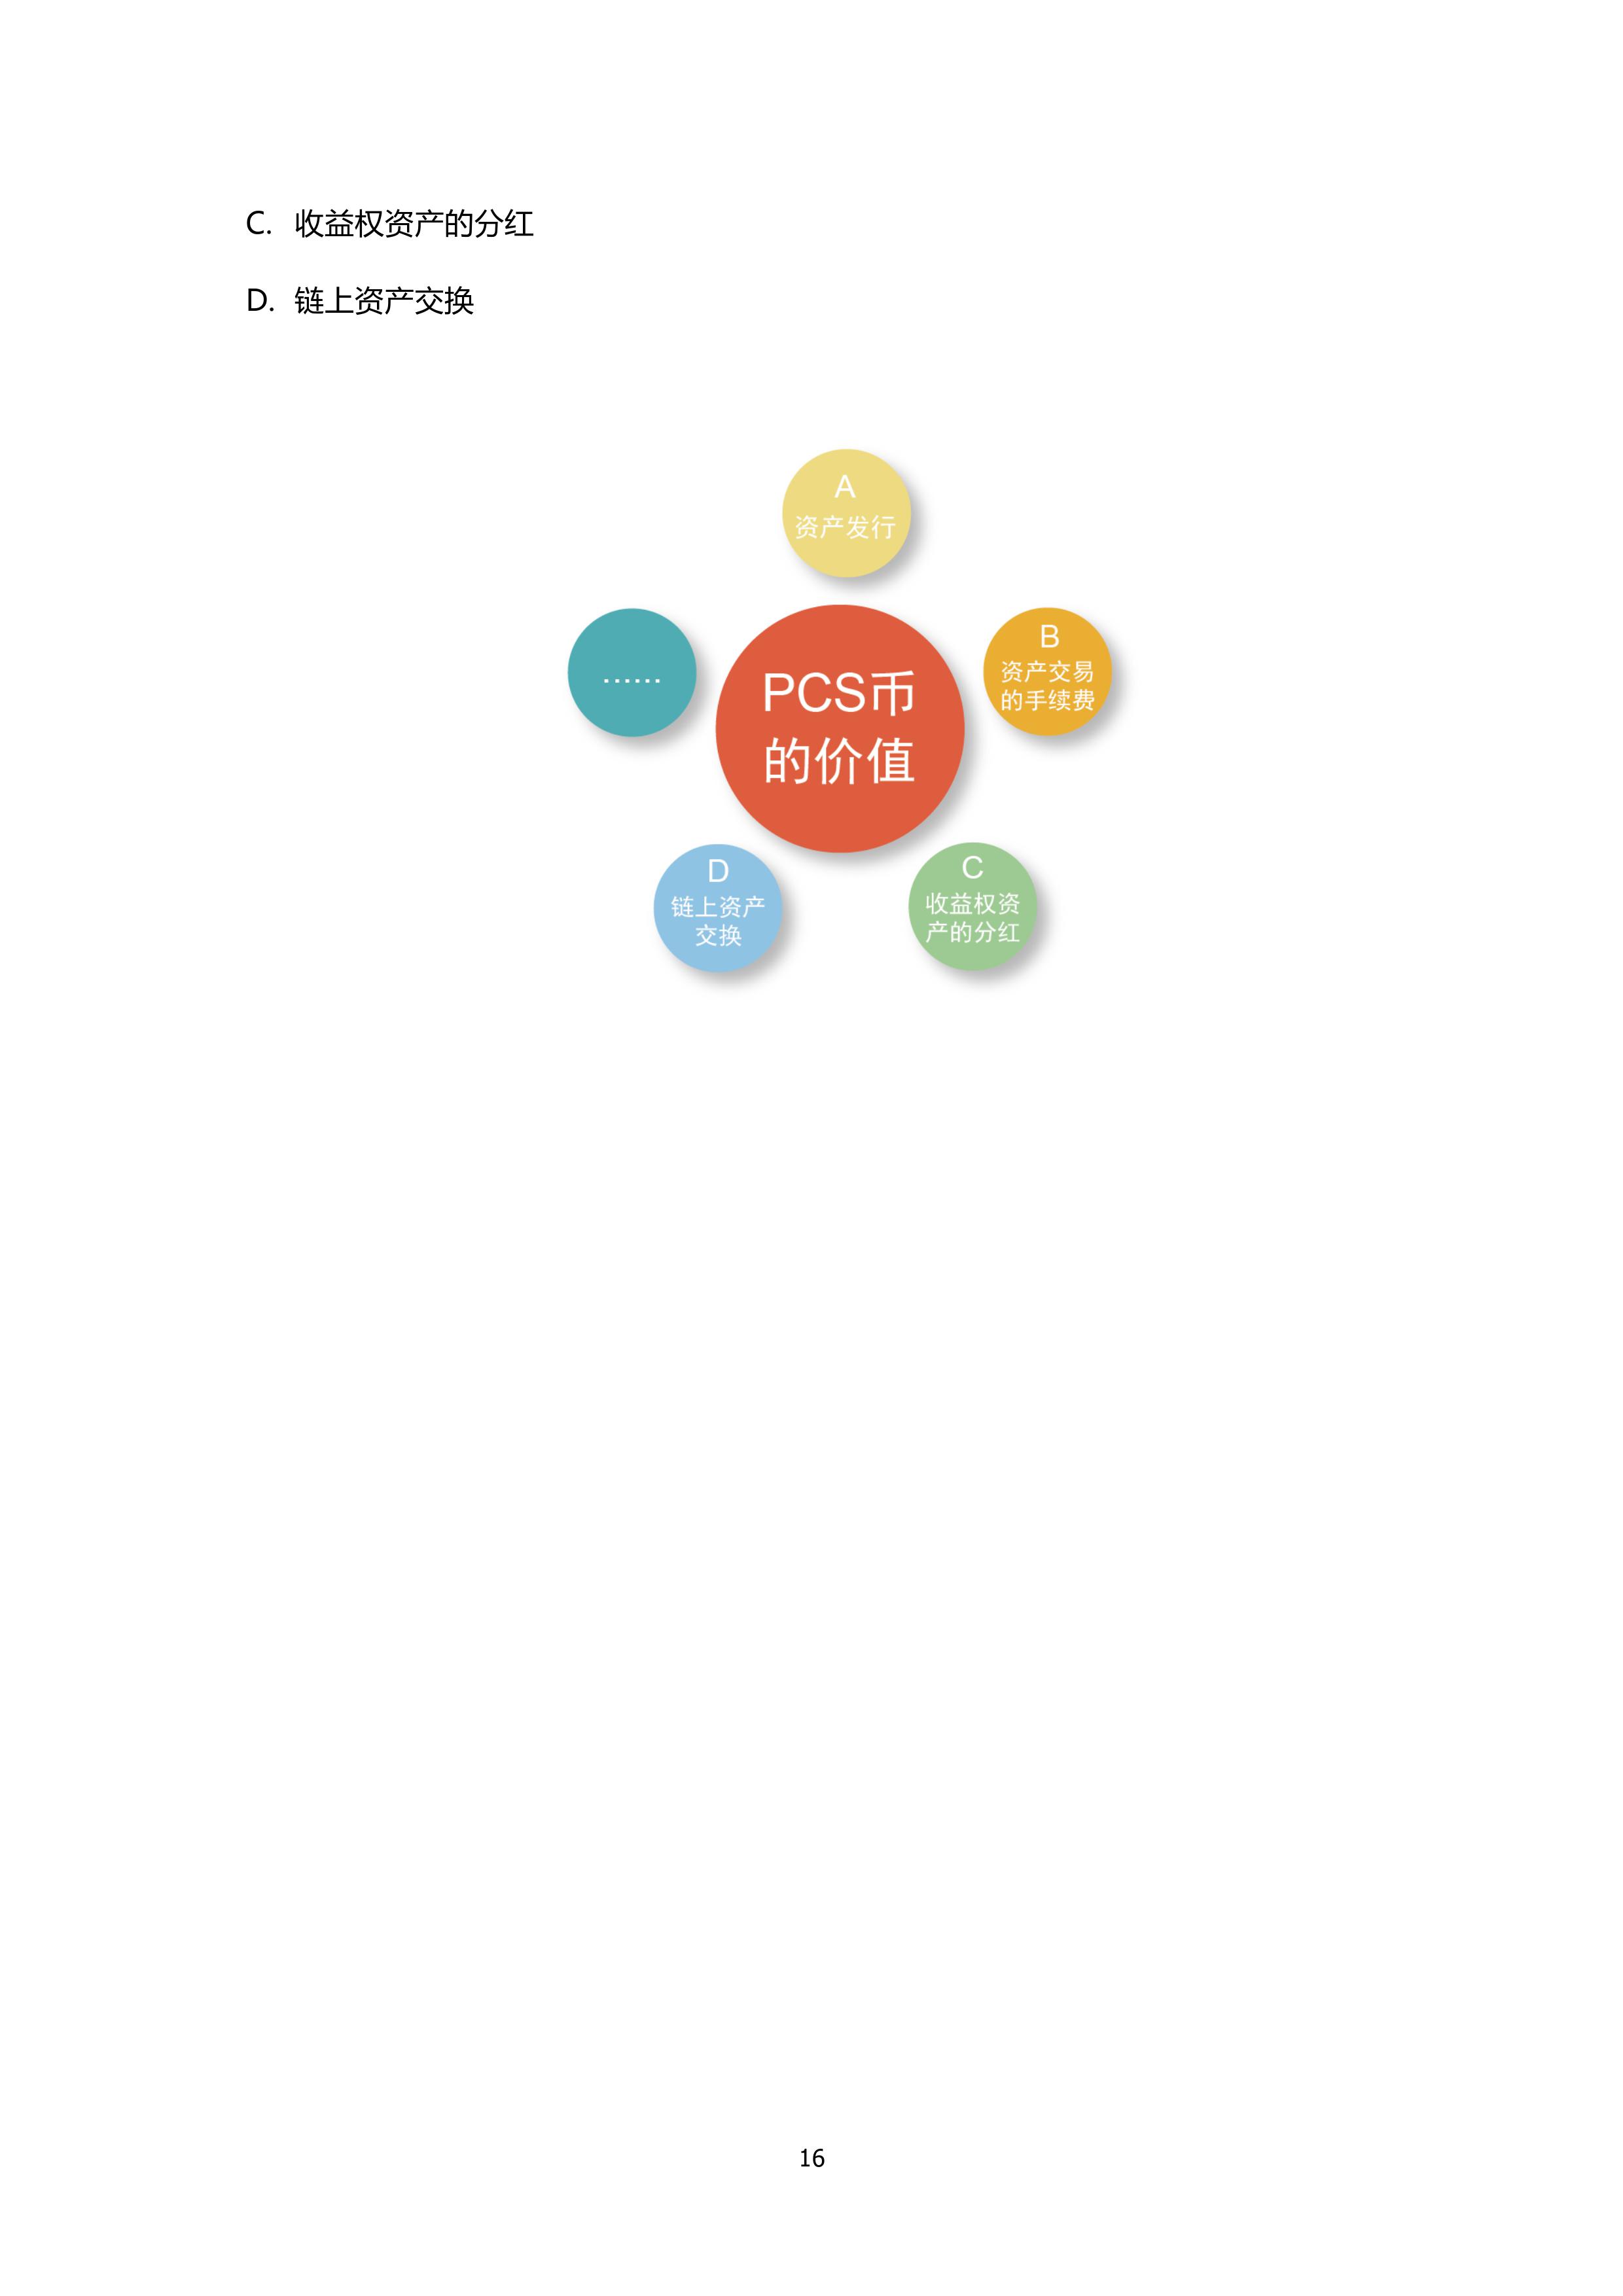 C. 收益权资产的分红
D. 链上资产交换
A
资产发行
B
资产交易
的手续费
......
PCS币
的价值
D
链上资产
交换
C
收益权资
产的分红
16